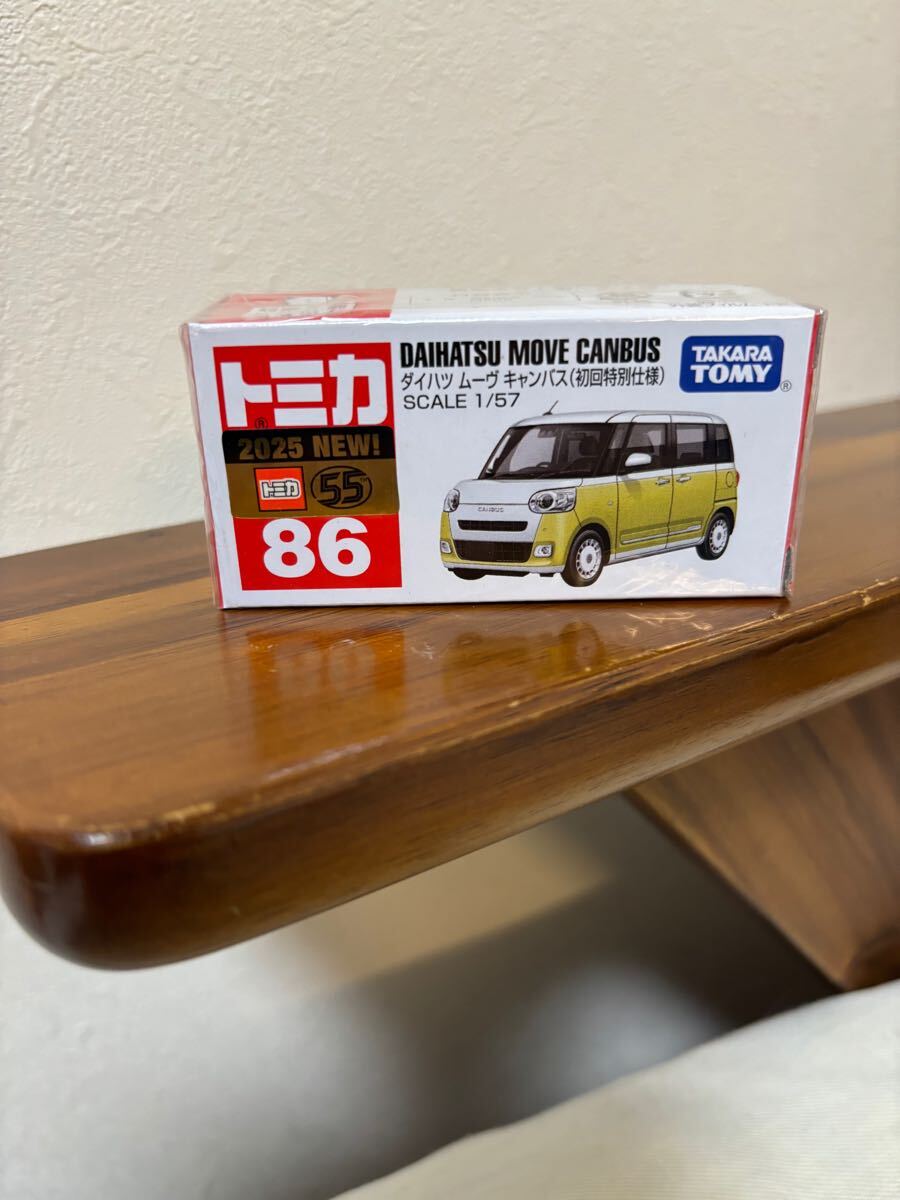 トミカ
®
2025 NEW!
トミカ
55
86
DAIHATSU MOVE CANBUS
ダイハツ ムーヴ キャンバス(初回特別仕様)
SCALE 1/57
TAKARA
TOMY
®
CANBUS